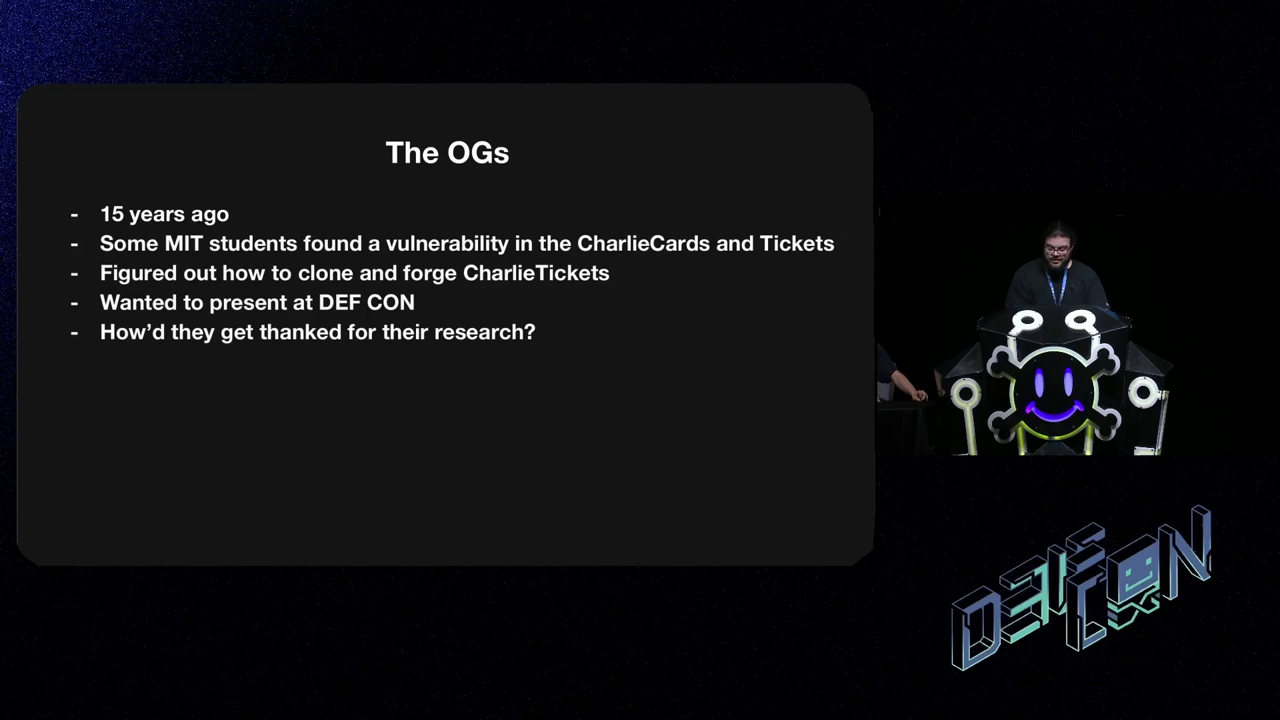 The OGs
- 15 years ago
- Some MIT students found a vulnerability in the CharlieCards and Tickets
- Figured out how to clone and forge CharlieTickets
- Wanted to present at DEF CON
- How’d they get thanked for their research?
DEF CON